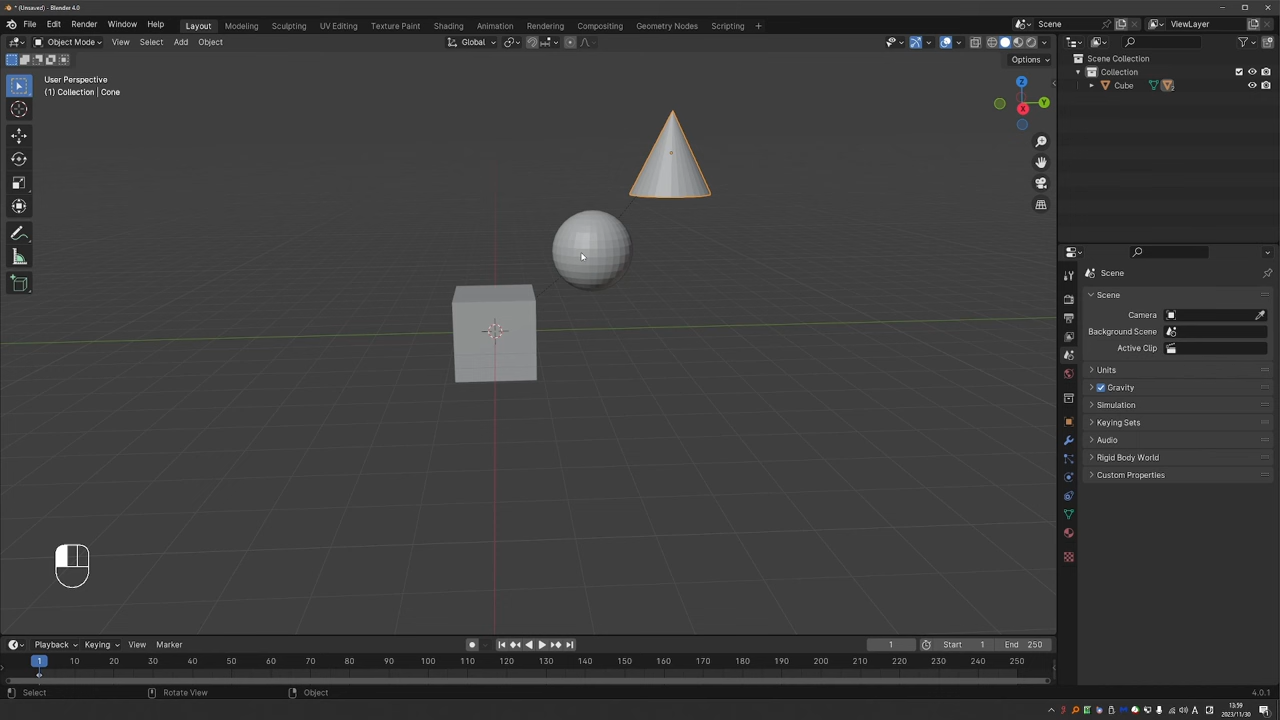 * (Unsaved) - Blender 4.0
File Edit Render Window Help Layout Modeling Sculpting UV Editing Texture Paint Shading Animation Rendering Compositing Geometry Nodes Scripting + Scene ViewLayer
Object Mode View Select Add Object Global
Options
User Perspective
(1) Collection | Cone
Z
Y
X
Scene Collection
Collection
Cube
Scene
Scene
Camera
Background Scene
Active Clip
Units
Gravity
Simulation
Keying Sets
Audio
Rigid Body World
Custom Properties
Playback Keying View Marker 1 Start 1 End 250
1 10 20 30 40 50 60 70 80 90 100 110 120 130 140 150 160 170 180 190 200 210 220 230 240 250
Select Rotate View Object 4.0.1
A 13:59
2023/11/30